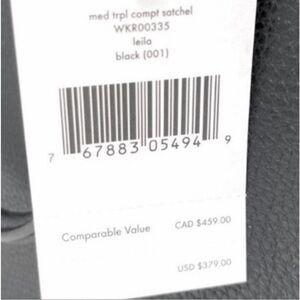 med trpl compt satchel
WKR00335
leila
black (001)
7 67883 05494 9
Comparable Value CAD $459.00
USD $379.00